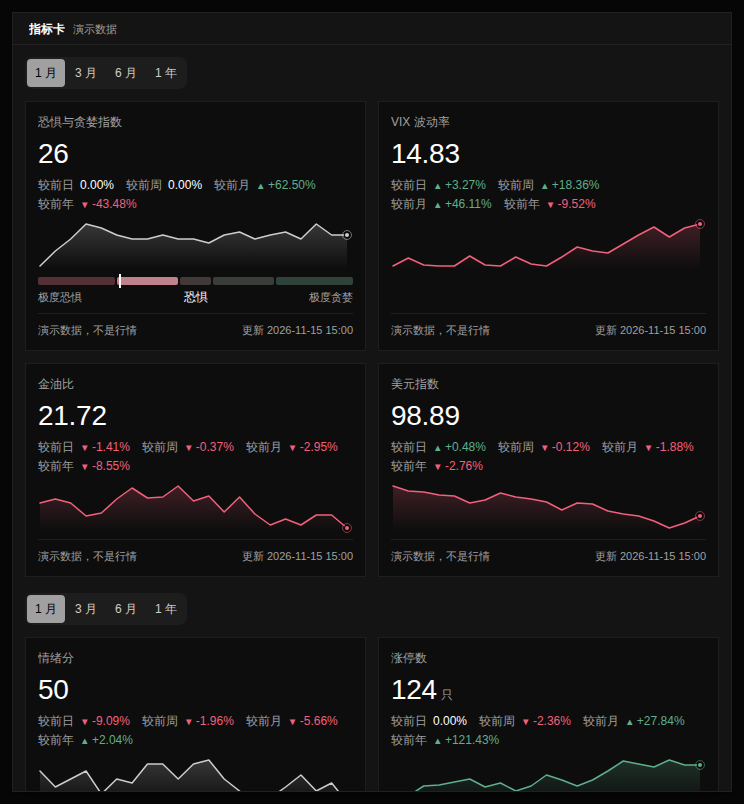 指标卡 演示数据
1 月 3 月 6 月 1 年
恐惧与贪婪指数
26
较前日 0.00% 较前周 0.00% 较前月 ▲ +62.50%
较前年 ▼ -43.48%
极度恐惧 恐惧 极度贪婪
演示数据，不是行情 更新 2026-11-15 15:00
VIX 波动率
14.83
较前日 ▲ +3.27% 较前周 ▲ +18.36%
较前月 ▲ +46.11% 较前年 ▼ -9.52%
演示数据，不是行情 更新 2026-11-15 15:00
金油比
21.72
较前日 ▼ -1.41% 较前周 ▼ -0.37% 较前月 ▼ -2.95%
较前年 ▼ -8.55%
演示数据，不是行情 更新 2026-11-15 15:00
美元指数
98.89
较前日 ▲ +0.48% 较前周 ▼ -0.12% 较前月 ▼ -1.88%
较前年 ▼ -2.76%
演示数据，不是行情 更新 2026-11-15 15:00
1 月 3 月 6 月 1 年
情绪分
50
较前日 ▼ -9.09% 较前周 ▼ -1.96% 较前月 ▼ -5.66%
较前年 ▲ +2.04%
涨停数
124 只
较前日 0.00% 较前周 ▼ -2.36% 较前月 ▲ +27.84%
较前年 ▲ +121.43%